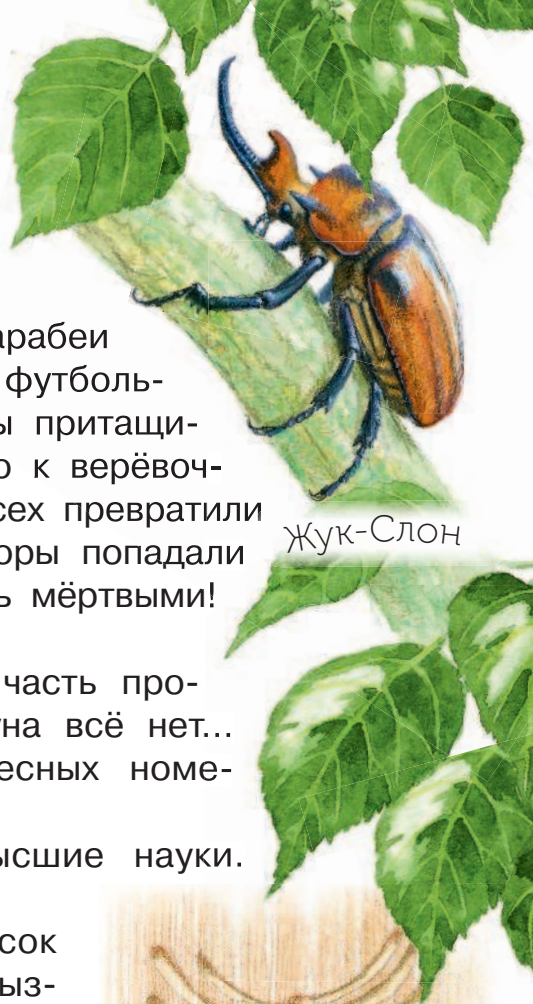 арабеи
футболь-
ы притащи-
о к верёвоч-
сех превратили
Жук-Слон
оры попадали
ь мёртвыми!
часть про-
на всё нет...
есных номе-
ысшие науки.
сок
ыз-